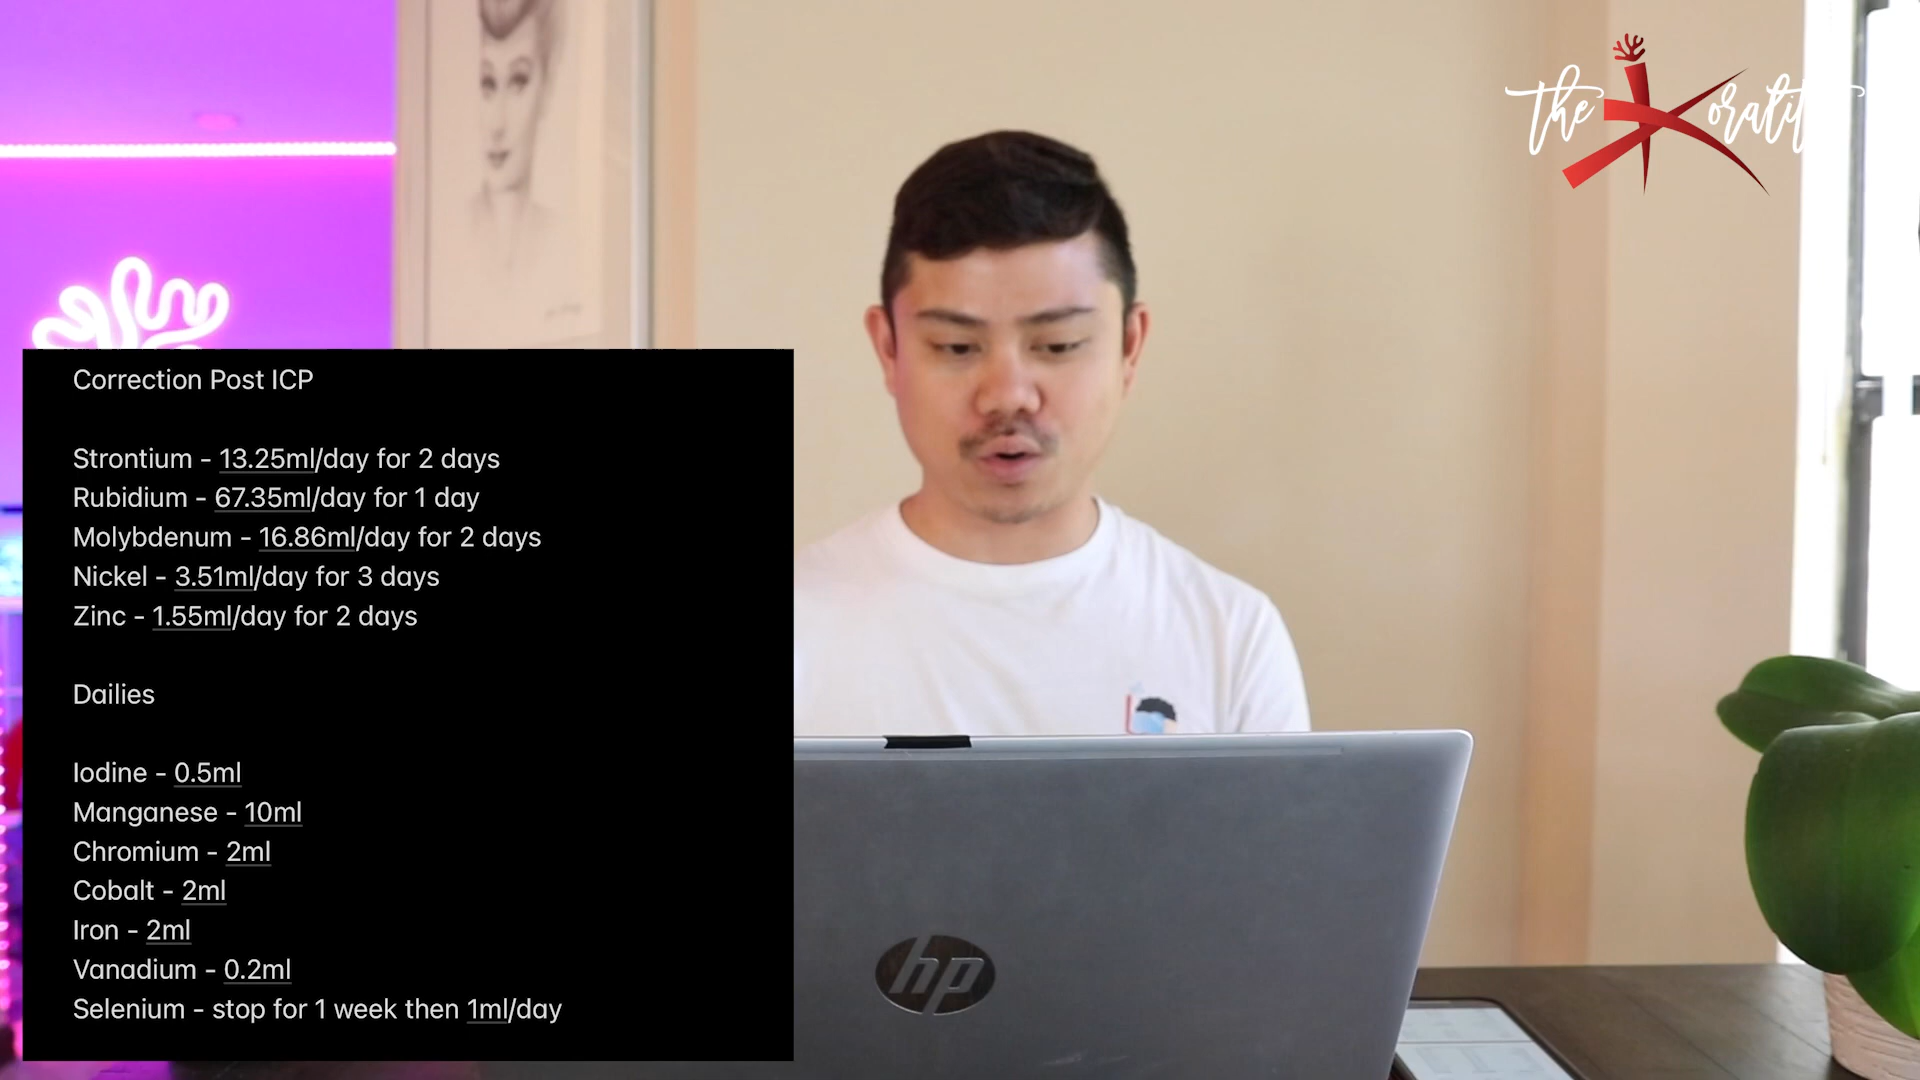 the Koralit
Correction Post ICP
Strontium - 13.25ml/day for 2 days
Rubidium - 67.35ml/day for 1 day
Molybdenum - 16.86ml/day for 2 days
Nickel - 3.51ml/day for 3 days
Zinc - 1.55ml/day for 2 days
Dailies
Iodine - 0.5ml
Manganese - 10ml
Chromium - 2ml
Cobalt - 2ml
Iron - 2ml
Vanadium - 0.2ml
Selenium - stop for 1 week then 1ml/day
hp